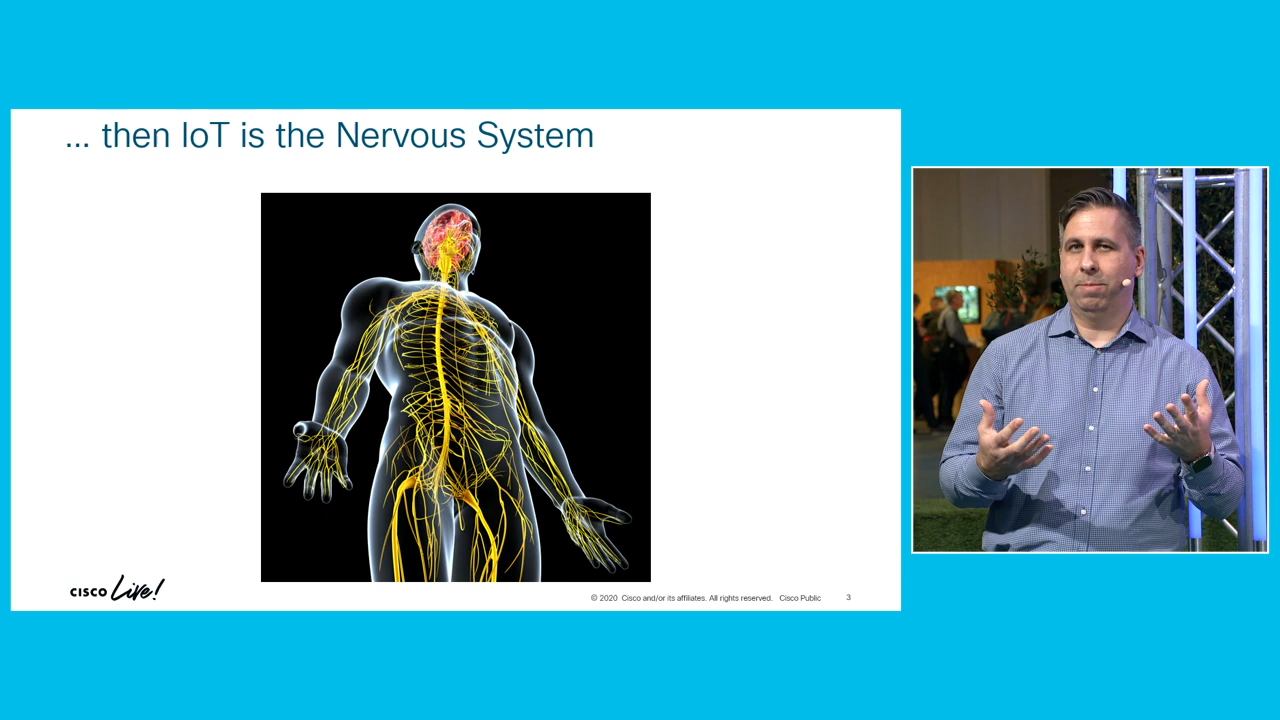 ... then IoT is the Nervous System
CISCO Live!
© 2020 Cisco and/or its affiliates. All rights reserved. Cisco Public
3